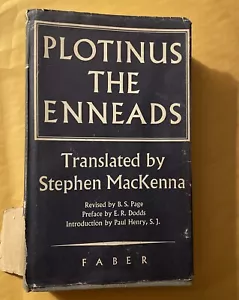 PLOTINUS
THE
ENNEADS
Translated by
Stephen MacKenna
Revised by B. S. Page
Preface by E. R. Dodds
Introduction by Paul Henry, S. J.
FABER